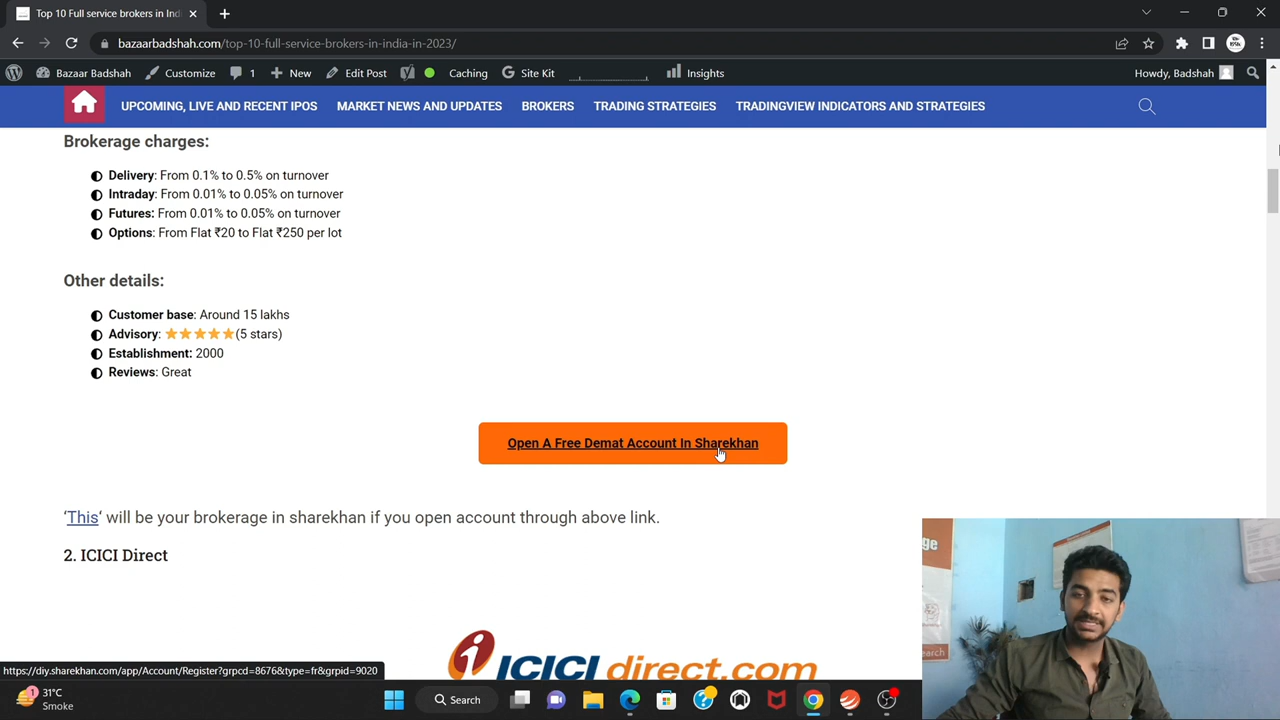 Top 10 Full service brokers in Ind
bazaarbadshah.com/top-10-full-service-brokers-in-india-in-2023/
Bazaar Badshah
Customize
1
New
Edit Post
Caching
Site Kit
Insights
Howdy, Badshah
UPCOMING, LIVE AND RECENT IPOS
MARKET NEWS AND UPDATES
BROKERS
TRADING STRATEGIES
TRADINGVIEW INDICATORS AND STRATEGIES
Brokerage charges:
Delivery: From 0.1% to 0.5% on turnover
Intraday: From 0.01% to 0.05% on turnover
Futures: From 0.01% to 0.05% on turnover
Options: From Flat ₹20 to Flat ₹250 per lot
Other details:
Customer base: Around 15 lakhs
Advisory: ⭐⭐⭐⭐⭐(5 stars)
Establishment: 2000
Reviews: Great
Open A Free Demat Account In Sharekhan
‘This‘ will be your brokerage in sharekhan if you open account through above link.
2. ICICI Direct
ICICI direct.com
https://diy.sharekhan.com/app/Account/Register?grpcd=8676&type=fr&grpid=9020
1
31°C
Smoke
Search